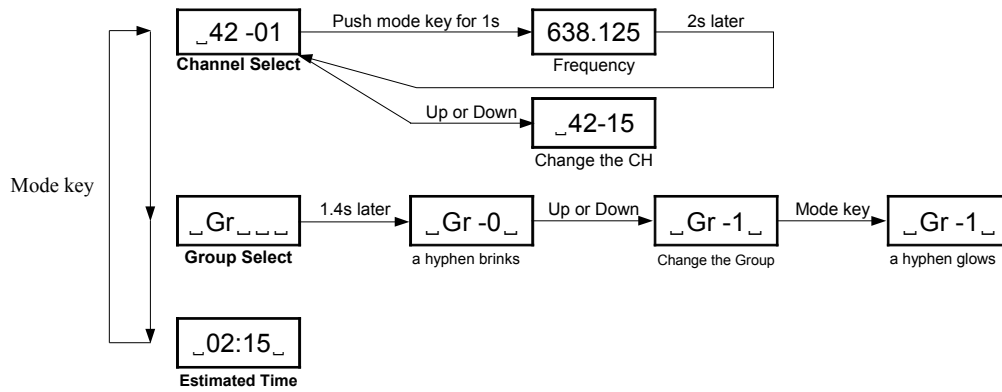 ␣42 -01
Push mode key for 1s
638.125
2s later
Channel Select
Frequency
Up or Down
␣42-15
Change the CH
Mode key
␣Gr␣␣␣
1.4s later
␣Gr -0␣
Up or Down
␣Gr -1␣
Mode key
␣Gr -1␣
Group Select
a hyphen brinks
Change the Group
a hyphen glows
␣02:15␣
Estimated Time